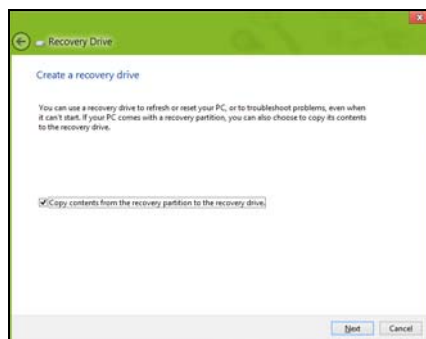 Recovery Drive
Create a recovery drive
You can use a recovery drive to refresh or reset your PC, or to troubleshoot problems, even when
it can't start. If your PC comes with a recovery partition, you can also choose to copy its contents
to the recovery drive.
Copy contents from the recovery partition to the recovery drive.
Next Cancel